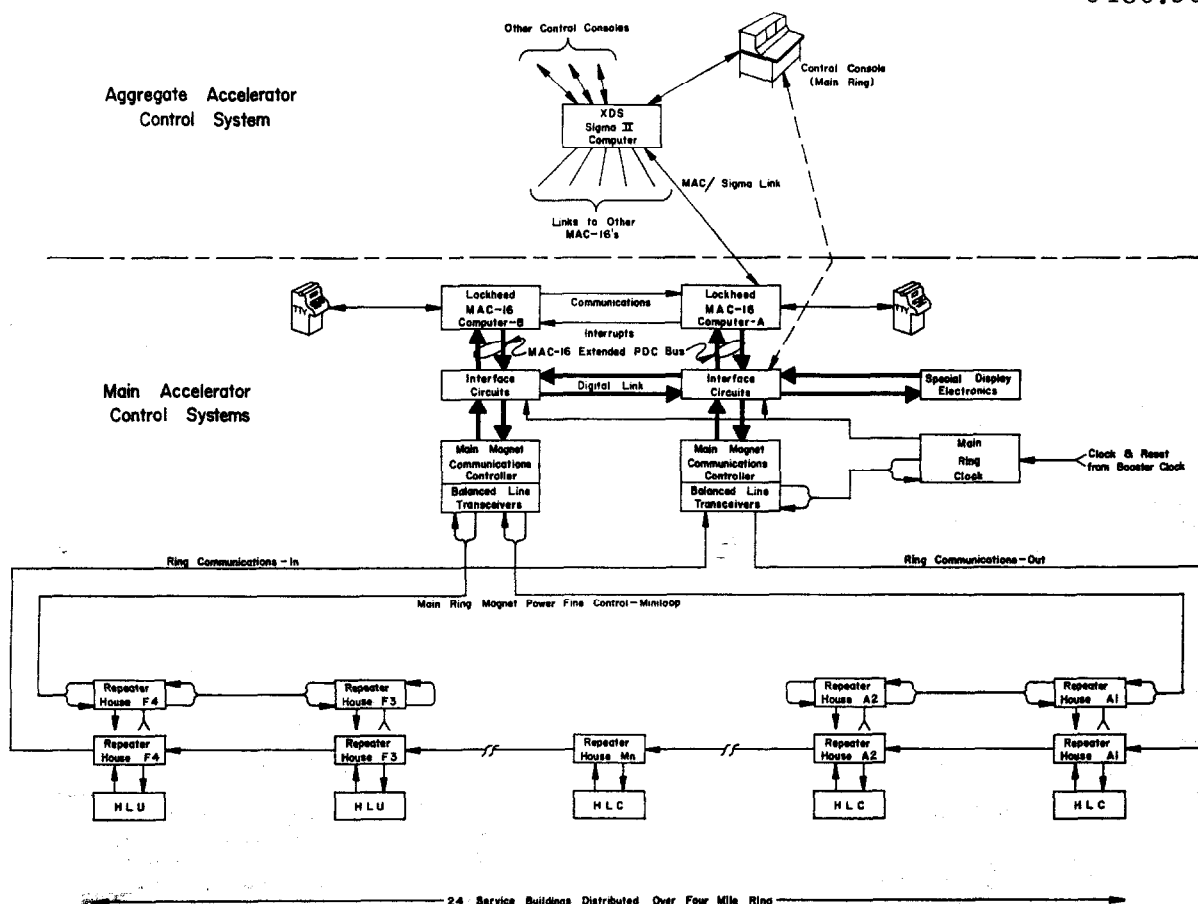 Other Control Consoles
Control Console
(Main Ring)
Aggregate Accelerator
Control System
XDS
Sigma II
Computer
MAC/ Sigma Link
Links to Other
MAC-16's
Lockheed
MAC-16
Computer-B
Communications
Lockheed
MAC-16
Computer-A
TTY
TTY
Interrupts
MAC-16 Extended PDC Bus
Main Accelerator
Control Systems
Interface
Circuits
Digital Link
Interface
Circuits
Special Display
Electronics
Main Magnet
Communications
Controller
Balanced Line
Transceivers
Main Magnet
Communications
Controller
Balanced Line
Transceivers
Main
Ring
Clock
Clock & Reset
from Booster Clock
Ring Communications-In
Ring Communications-Out
Main Ring Magnet Power Fine Control-Miniloop
Repeater
House F4
Repeater
House F3
Repeater
House A2
Repeater
House A1
Repeater
House F4
Repeater
House F3
Repeater
House Mn
Repeater
House A2
Repeater
House A1
HLU
HLU
HLC
HLC
HLC
24 Service Buildings Distributed Over Four Mile Ring